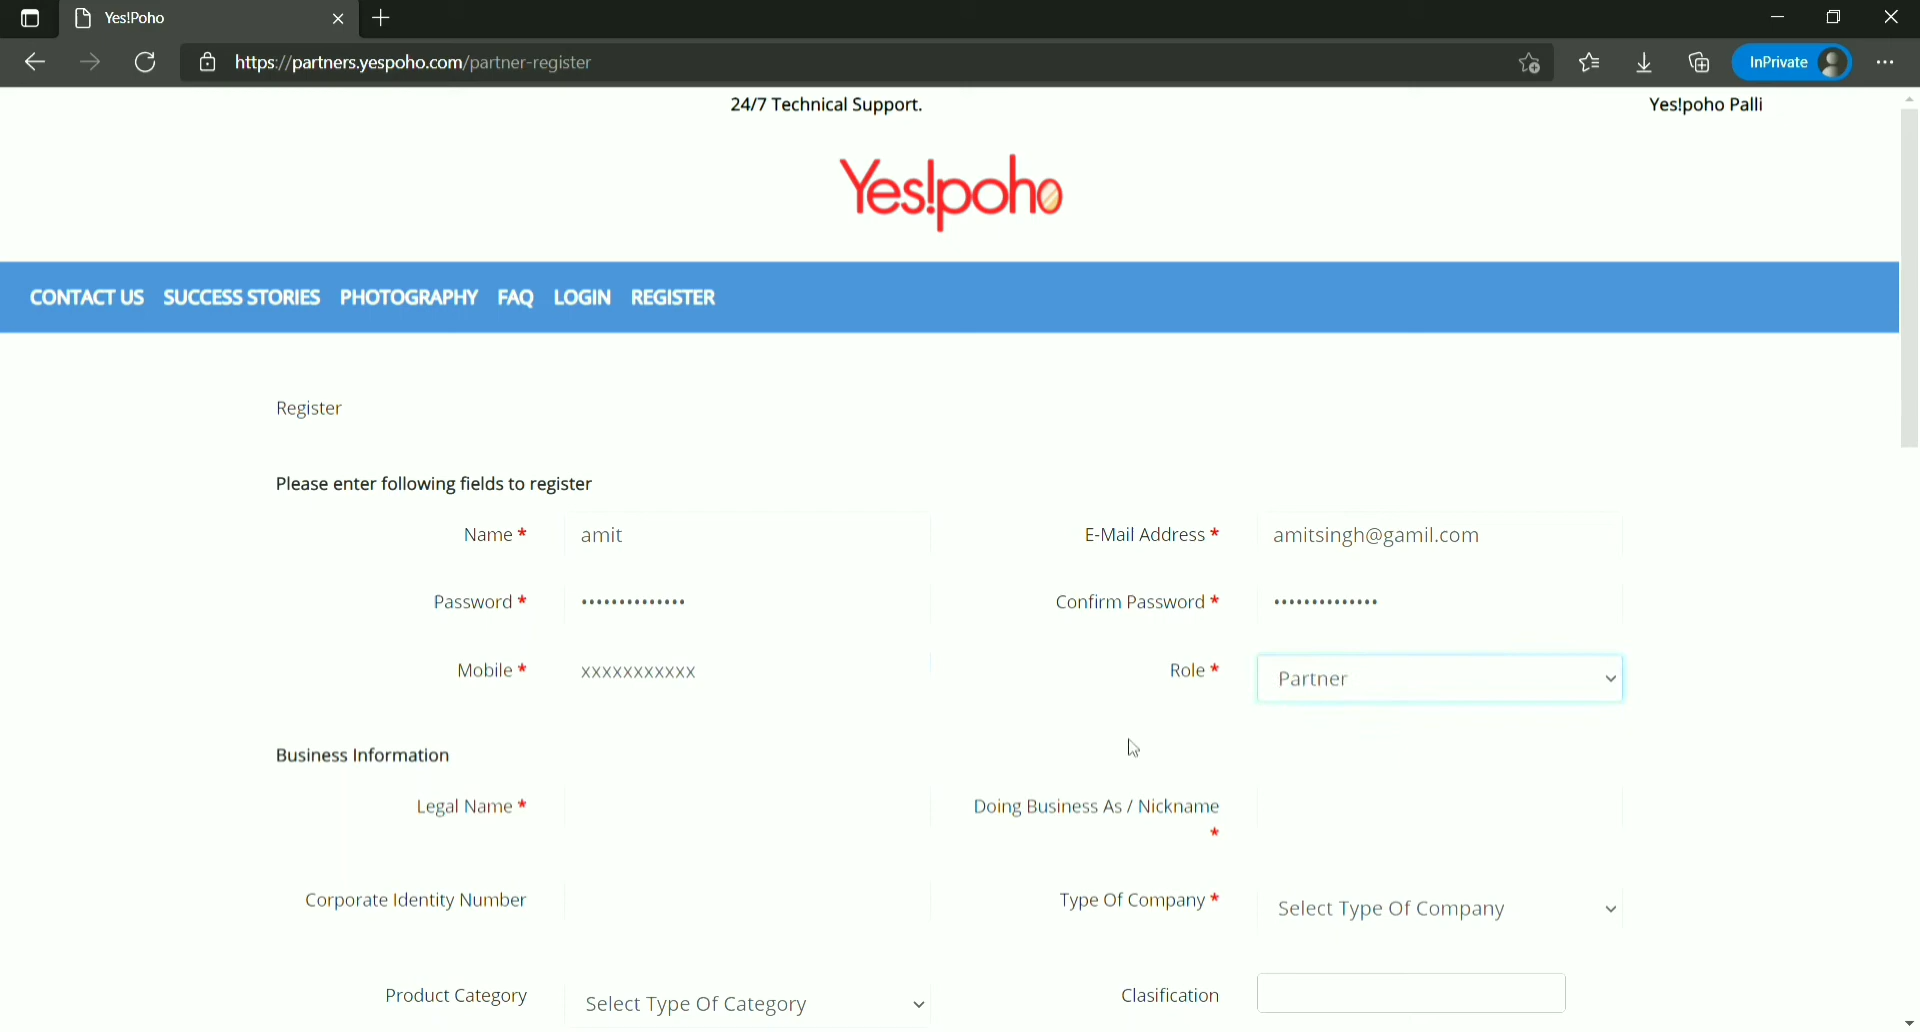 Yes!Poho
https://partners.yespoho.com/partner-register
InPrivate
24/7 Technical Support.
Yes!poho Palli
Yes!poho
CONTACT US SUCCESS STORIES PHOTOGRAPHY FAQ LOGIN REGISTER
Register
Please enter following fields to register
Name * amit E-Mail Address * amitsingh@gamil.com
Password * •••••••••••••• Confirm Password * ••••••••••••••
Mobile * xxxxxxxxxxx Role * Partner
Business Information
Legal Name * Doing Business As / Nickname
*
Corporate Identity Number Type Of Company * Select Type Of Company
Product Category Select Type Of Category Clasification